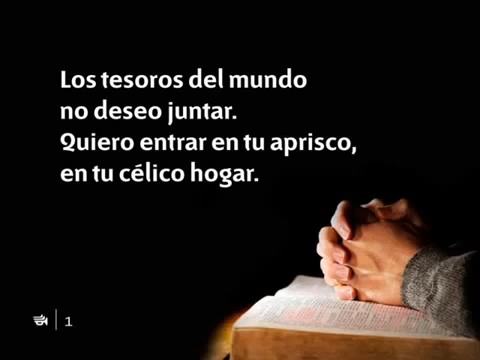 Los tesoros del mundo
no deseo juntar.
Quiero entrar en tu aprisco,
en tu célico hogar.
1